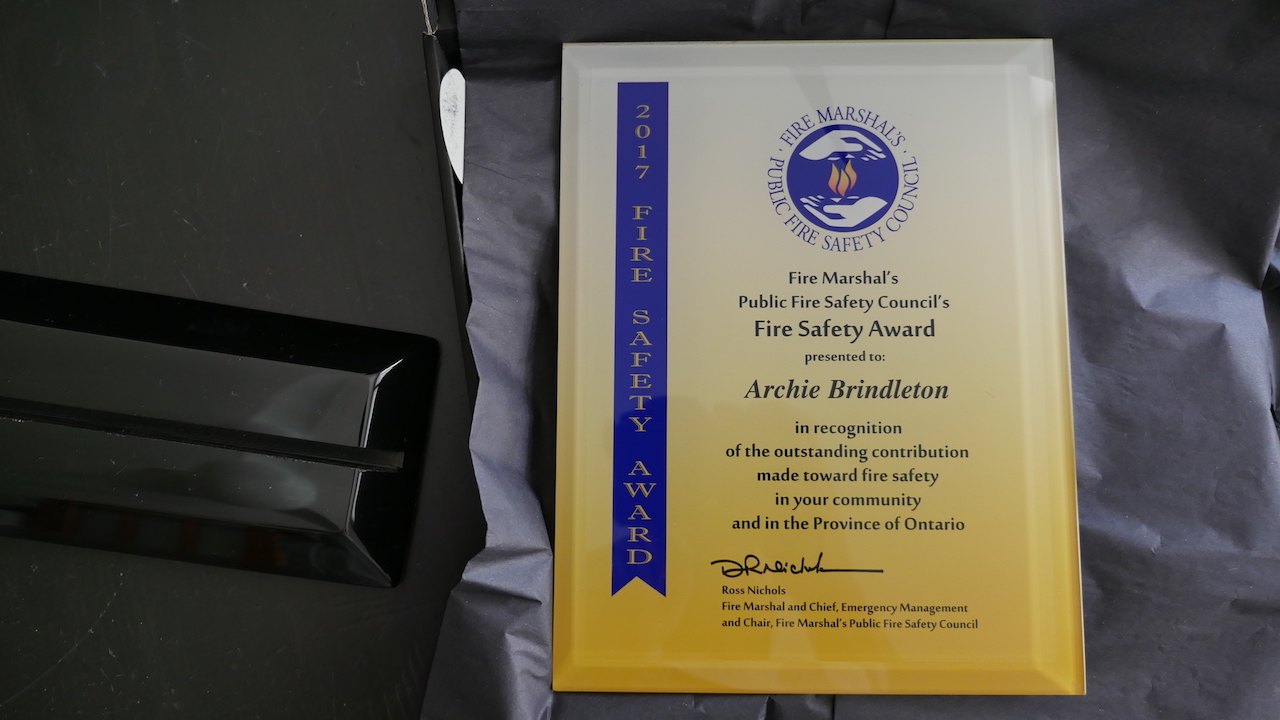 2017 FIRE SAFETY AWARD
· FIRE MARSHAL'S ·
PUBLIC FIRE SAFETY COUNCIL
Fire Marshal's
Public Fire Safety Council's
Fire Safety Award
presented to:
Archie Brindleton
in recognition
of the outstanding contribution
made toward fire safety
in your community
and in the Province of Ontario
Ross Nichols
Fire Marshal and Chief, Emergency Management
and Chair, Fire Marshal's Public Fire Safety Council